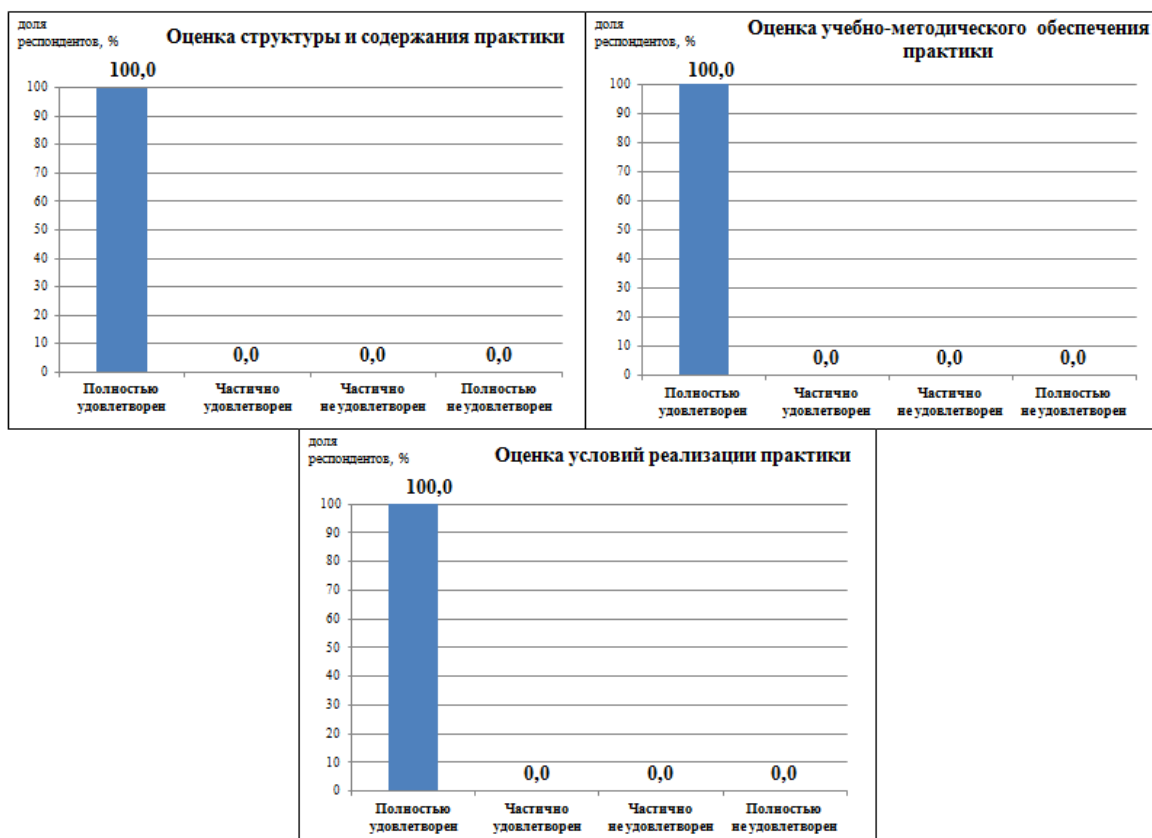 доля
респондентов, %
Оценка структуры и содержания практики
100,0
100
90
80
70
60
50
40
30
20
10
0
0,0 0,0 0,0
Полностью удовлетворен
Частично удовлетворен
Частично не удовлетворен
Полностью не удовлетворен
доля
респондентов, %
Оценка учебно-методического обеспечения
практики
100,0
100
90
80
70
60
50
40
30
20
10
0
0,0 0,0 0,0
Полностью удовлетворен
Частично удовлетворен
Частично не удовлетворен
Полностью не удовлетворен
доля
респондентов, %
Оценка условий реализации практики
100,0
100
90
80
70
60
50
40
30
20
10
0
0,0 0,0 0,0
Полностью удовлетворен
Частично удовлетворен
Частично не удовлетворен
Полностью не удовлетворен